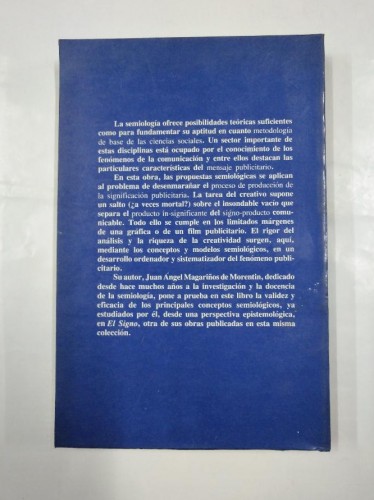 La semiología ofrece posibilidades teóricas suficientes
como para fundamentar su aptitud en cuanto metodología
de base de las ciencias sociales. Un sector importante de
estas disciplinas está ocupado por el conocimiento de los
fenómenos de la comunicación y entre ellos destacan las
particulares características del mensaje publicitario.
En esta obra, las propuestas semiológicas se aplican
al problema de desenmarañar el proceso de producción de
la significación publicitaria. La tarea del creativo supone
un salto (¿a veces mortal?) sobre el insondable vacío que
separa el producto in-significante del signo-producto comu-
nicable. Todo ello se cumple en los limitados márgenes
de una gráfica o de un film publicitario. El rigor del
análisis y la riqueza de la creatividad surgen, aquí,
mediante los conceptos y modelos semiológicos, en un
desarrollo ordenador y sistematizador del fenómeno publi-
citario.
Su autor, Juan Ángel Magariños de Morentin, dedicado
desde hace muchos años a la investigación y la docencia
de la semiología, pone a prueba en este libro la validez y
eficacia de los principales conceptos semiológicos, ya
estudiados por él, desde una perspectiva epistemológica,
en El Signo, otra de sus obras publicadas en esta misma
colección.